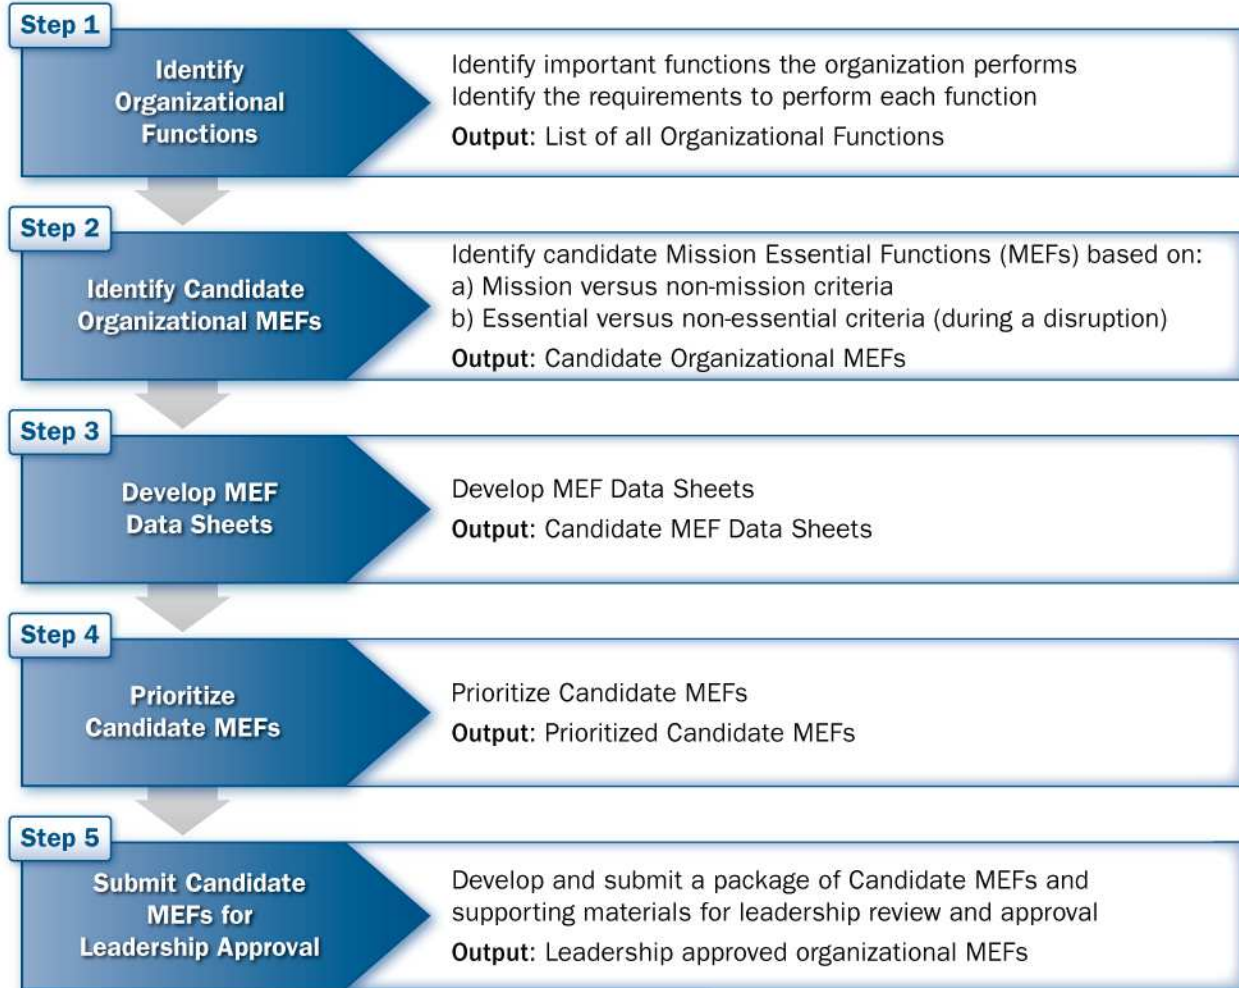 Step 1
Identify
Organizational
Functions
Identify important functions the organization performs
Identify the requirements to perform each function
Output: List of all Organizational Functions
Step 2
Identify Candidate
Organizational MEFs
Identify candidate Mission Essential Functions (MEFs) based on:
a) Mission versus non-mission criteria
b) Essential versus non-essential criteria (during a disruption)
Output: Candidate Organizational MEFs
Step 3
Develop MEF
Data Sheets
Develop MEF Data Sheets
Output: Candidate MEF Data Sheets
Step 4
Prioritize
Candidate MEFs
Prioritize Candidate MEFs
Output: Prioritized Candidate MEFs
Step 5
Submit Candidate
MEFs for
Leadership Approval
Develop and submit a package of Candidate MEFs and
supporting materials for leadership review and approval
Output: Leadership approved organizational MEFs